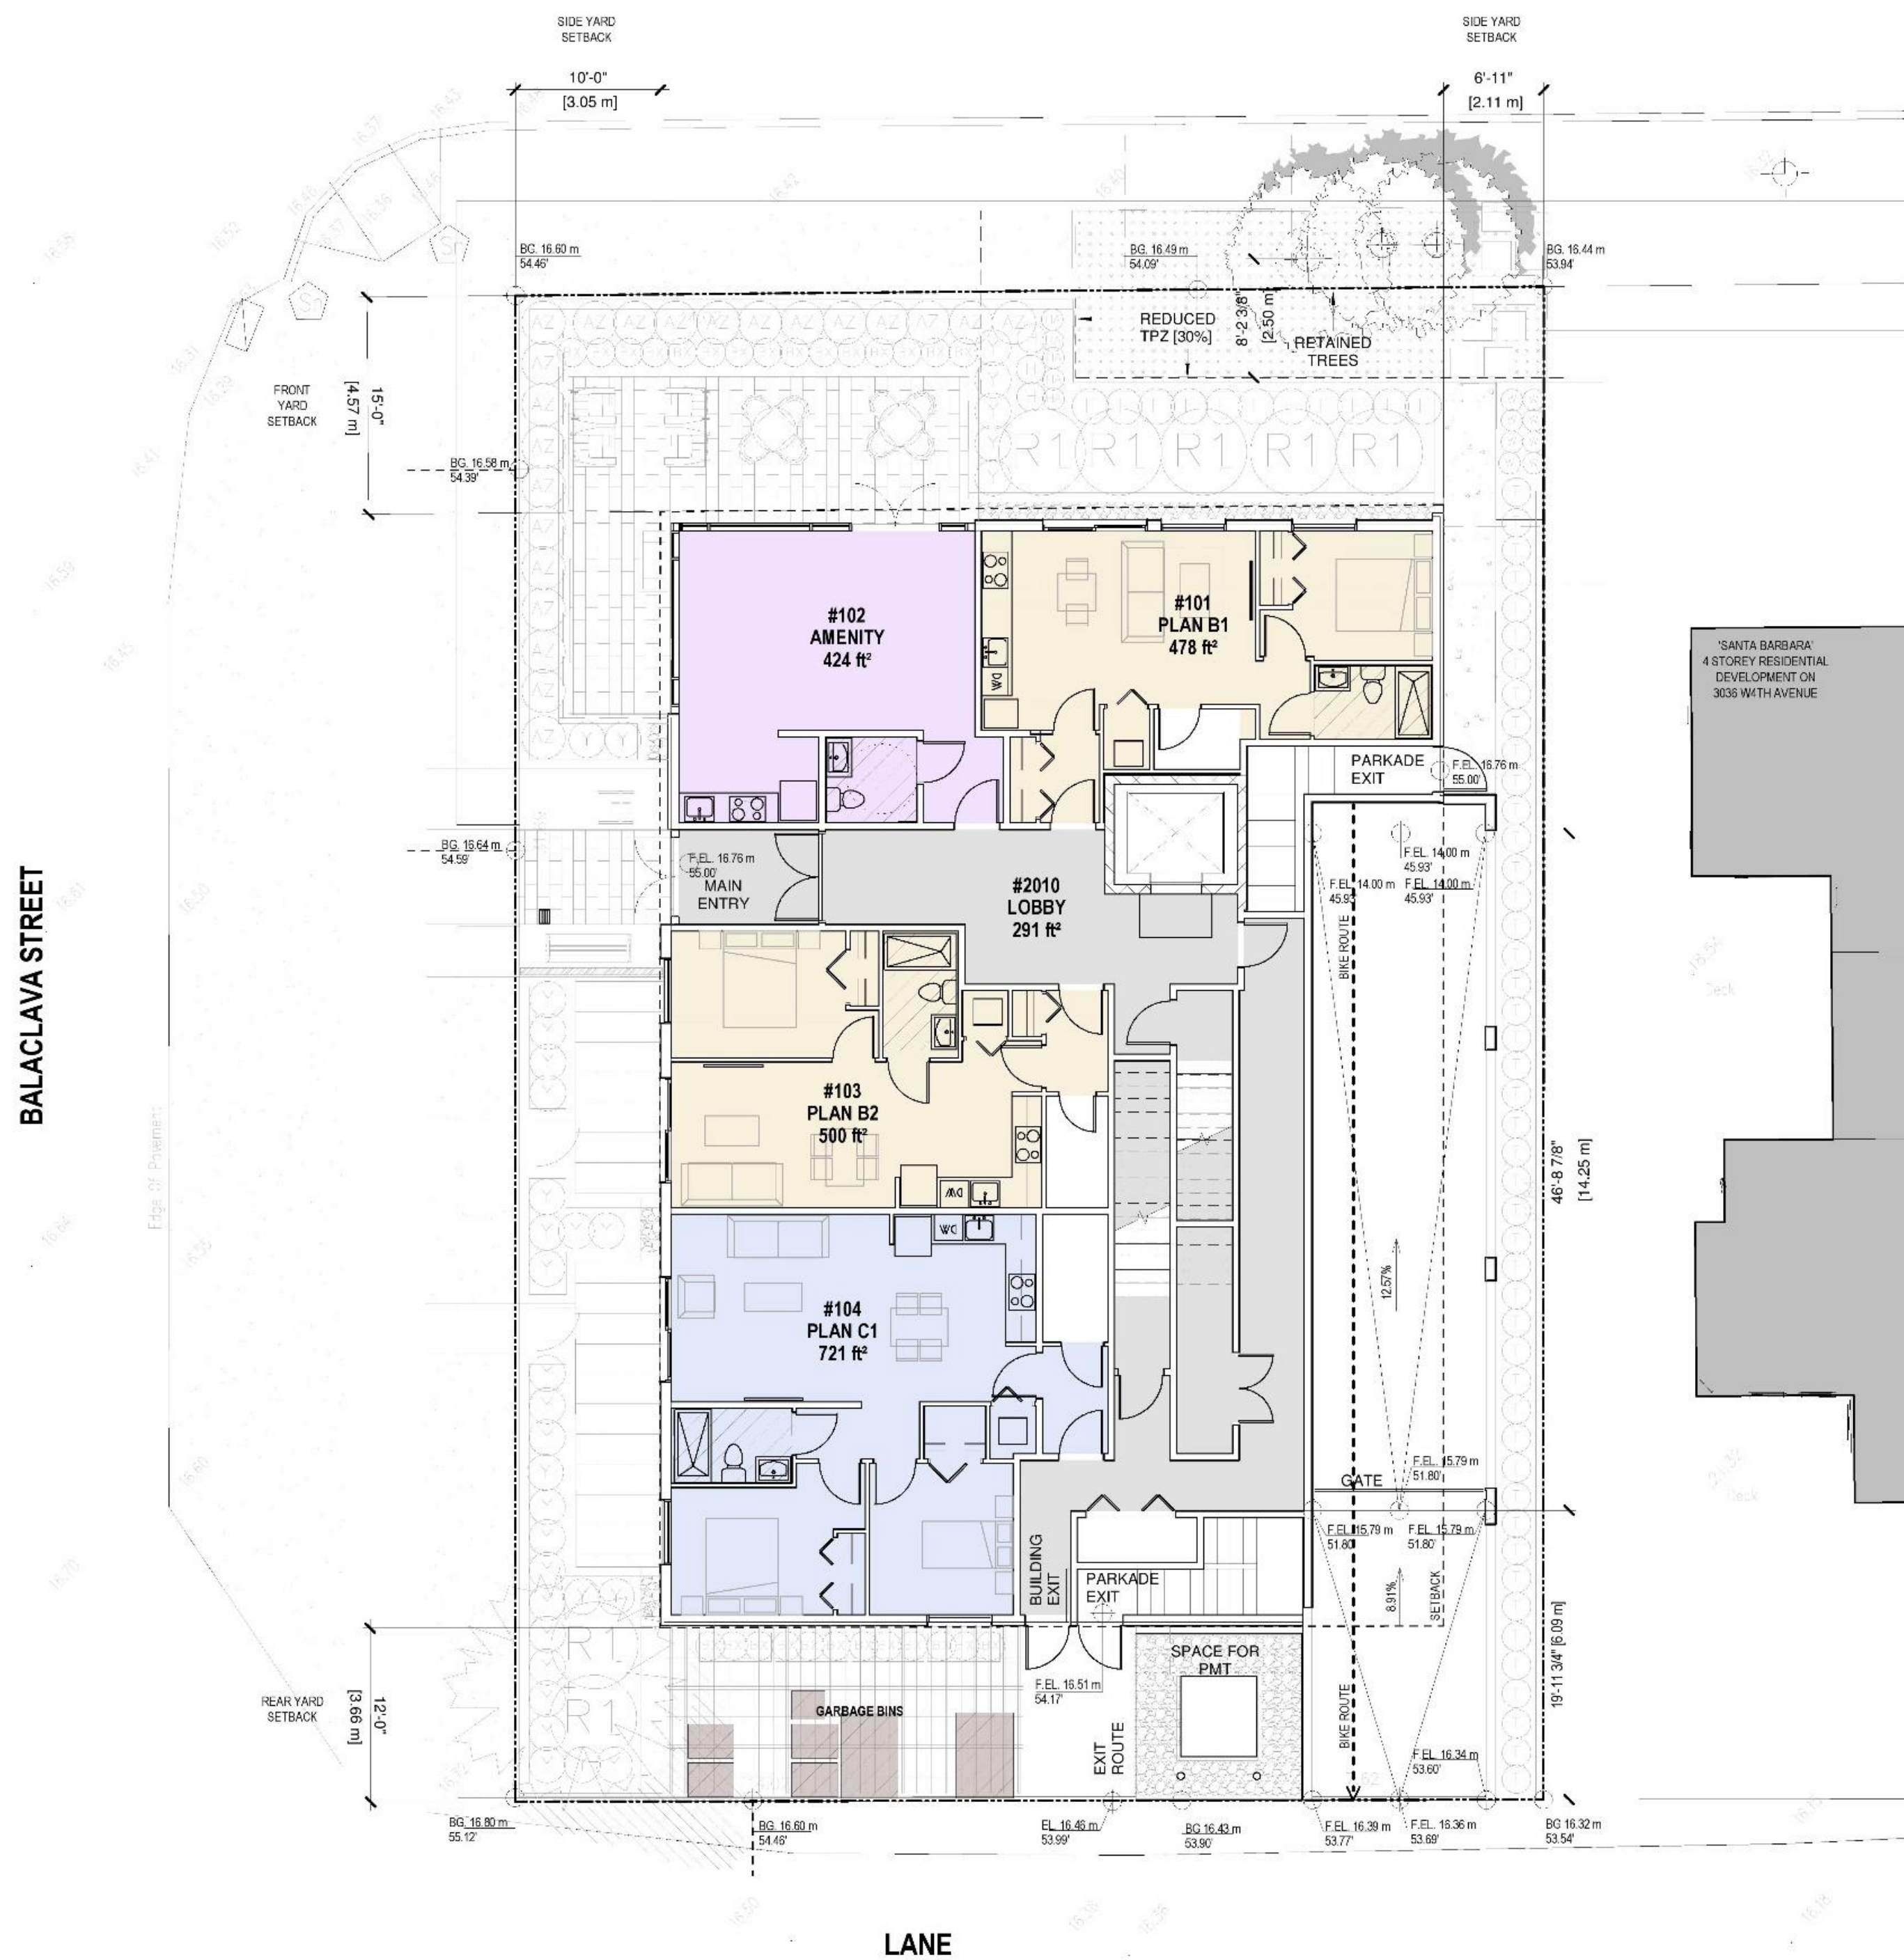 SIDE YARD
SETBACK
SIDE YARD
SETBACK
10'-0"
[3.05 m]
6'-11"
[2.11 m]
BG. 16.60 m
54.46'
BG. 16.49 m
54.09'
BG. 16.44 m
53.94'
REDUCED
TPZ [30%]
8'-2 3/8"
[2.50 m]
RETAINED
TREES
FRONT
YARD
SETBACK
15'-0"
[4.57 m]
BG. 16.58 m
54.39'
R1 R1 R1 R1 R1
#102
AMENITY
424 ft²
#101
PLAN B1
478 ft²
DW
'SANTA BARBARA'
4 STOREY RESIDENTIAL
DEVELOPMENT ON
3036 W4TH AVENUE
PARKADE
EXIT
F.EL. 16.76 m
55.00'
BG. 16.64 m
54.59'
F.EL. 16.76 m
55.00'
MAIN
ENTRY
#2010
LOBBY
291 ft²
F.EL. 14.00 m
45.93'
F.EL. 14.00 m
45.93'
F.EL. 14.00 m
45.93'
BIKE ROUTE
BALACLAVA STREET
Edge Of Pavement
#103
PLAN B2
500 ft²
DW
46'-8 7/8"
[14.25 m]
DW
#104
PLAN C1
721 ft²
12.57%
F.EL. 15.79 m
51.80'
GATE
F.EL. 15.79 m
51.80'
F.EL. 15.79 m
51.80'
BUILDING
EXIT
PARKADE
EXIT
8.91%
SETBACK
19'-11 3/4" [6.09 m]
REAR YARD
SETBACK
12'-0"
[3.66 m]
R1
R1
GARBAGE BINS
F.EL. 16.51 m
54.17'
EXIT
ROUTE
SPACE FOR
PMT
BIKE ROUTE
F.EL. 16.34 m
53.60'
BG. 16.80 m
55.12'
BG. 16.60 m
54.46'
EL. 16.46 m
53.99'
BG 16.43 m
53.90'
F.EL. 16.39 m
53.77'
F.EL. 16.36 m
53.69'
BG 16.32 m
53.54'
LANE